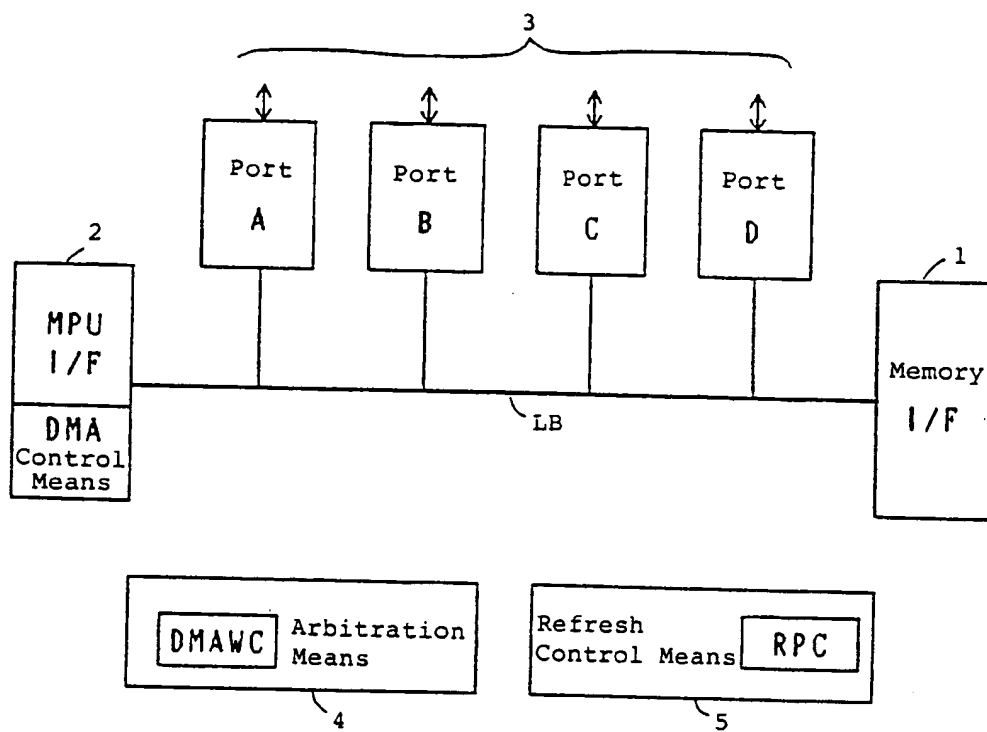 3
Port
A
Port
B
Port
C
Port
D
2
MPU
I/F
DMA
Control
Means
1
Memory
I/F
LB
DMAWC
Arbitration
Means
4
Refresh
Control Means
RPC
5